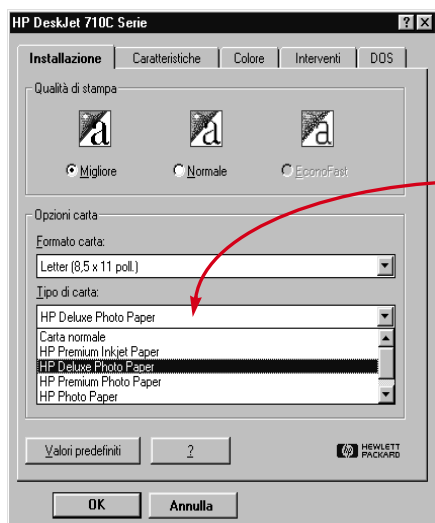 HP DeskJet 710C Serie
Installazione Caratteristiche Colore Interventi DOS
Qualità di stampa
a a a
Migliore Normale EconoFast
Opzioni carta
Formato carta:
Letter (8,5 x 11 poll.)
Tipo di carta:
HP Deluxe Photo Paper
Carta normale
HP Premium Inkjet Paper
HP Deluxe Photo Paper
HP Premium Photo Paper
HP Photo Paper
Valori predefiniti ? hp HEWLETT
PACKARD
OK Annulla